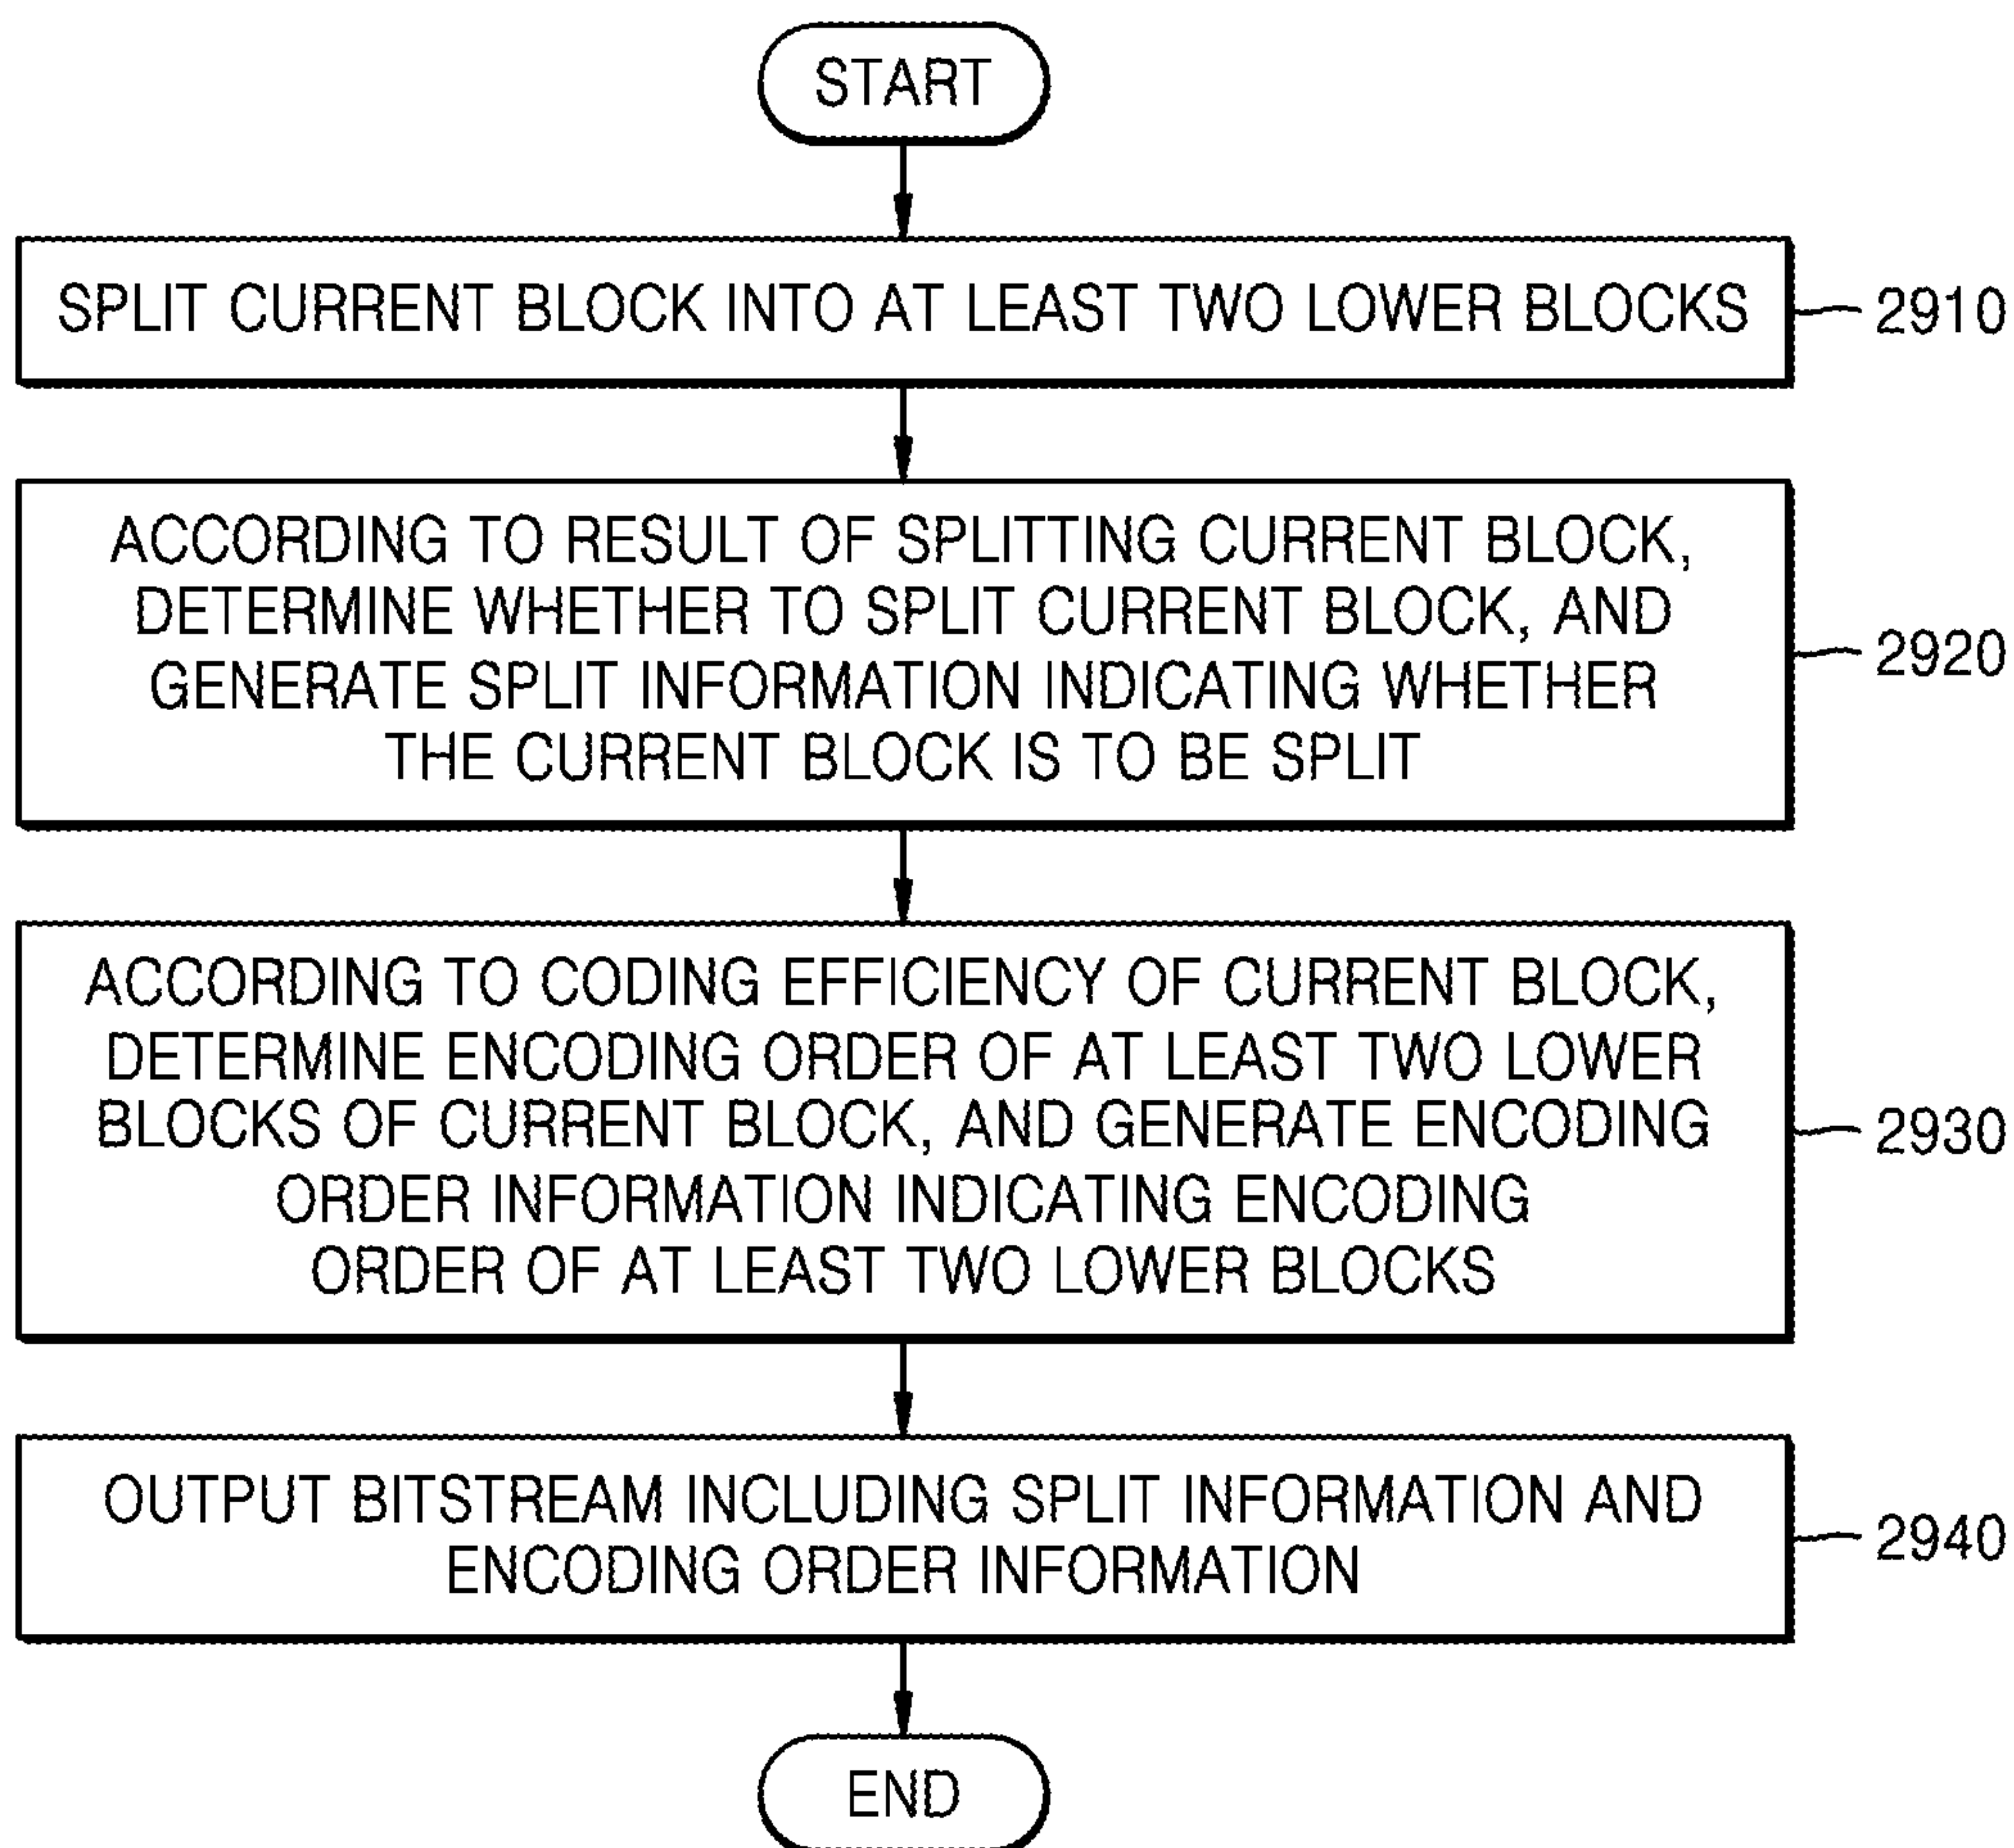 START
SPLIT CURRENT BLOCK INTO AT LEAST TWO LOWER BLOCKS
2910
ACCORDING TO RESULT OF SPLITTING CURRENT BLOCK,
DETERMINE WHETHER TO SPLIT CURRENT BLOCK, AND
GENERATE SPLIT INFORMATION INDICATING WHETHER
THE CURRENT BLOCK IS TO BE SPLIT
2920
ACCORDING TO CODING EFFICIENCY OF CURRENT BLOCK,
DETERMINE ENCODING ORDER OF AT LEAST TWO LOWER
BLOCKS OF CURRENT BLOCK, AND GENERATE ENCODING
ORDER INFORMATION INDICATING ENCODING
ORDER OF AT LEAST TWO LOWER BLOCKS
2930
OUTPUT BITSTREAM INCLUDING SPLIT INFORMATION AND
ENCODING ORDER INFORMATION
2940
END